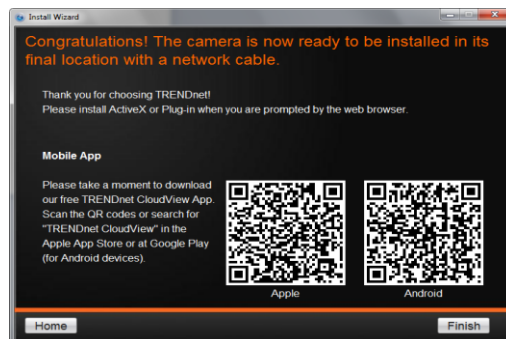 Install Wizard
Congratulations! The camera is now ready to be installed in its
final location with a network cable.
Thank you for choosing TRENDnet!
Please install ActiveX or Plug-in when you are prompted by the web browser.
Mobile App
Please take a moment to download
our free TRENDnet CloudView App.
Scan the QR codes or search for
"TRENDnet CloudView" in the
Apple App Store or at Google Play
(for Android devices).
Apple
Android
Home
Finish